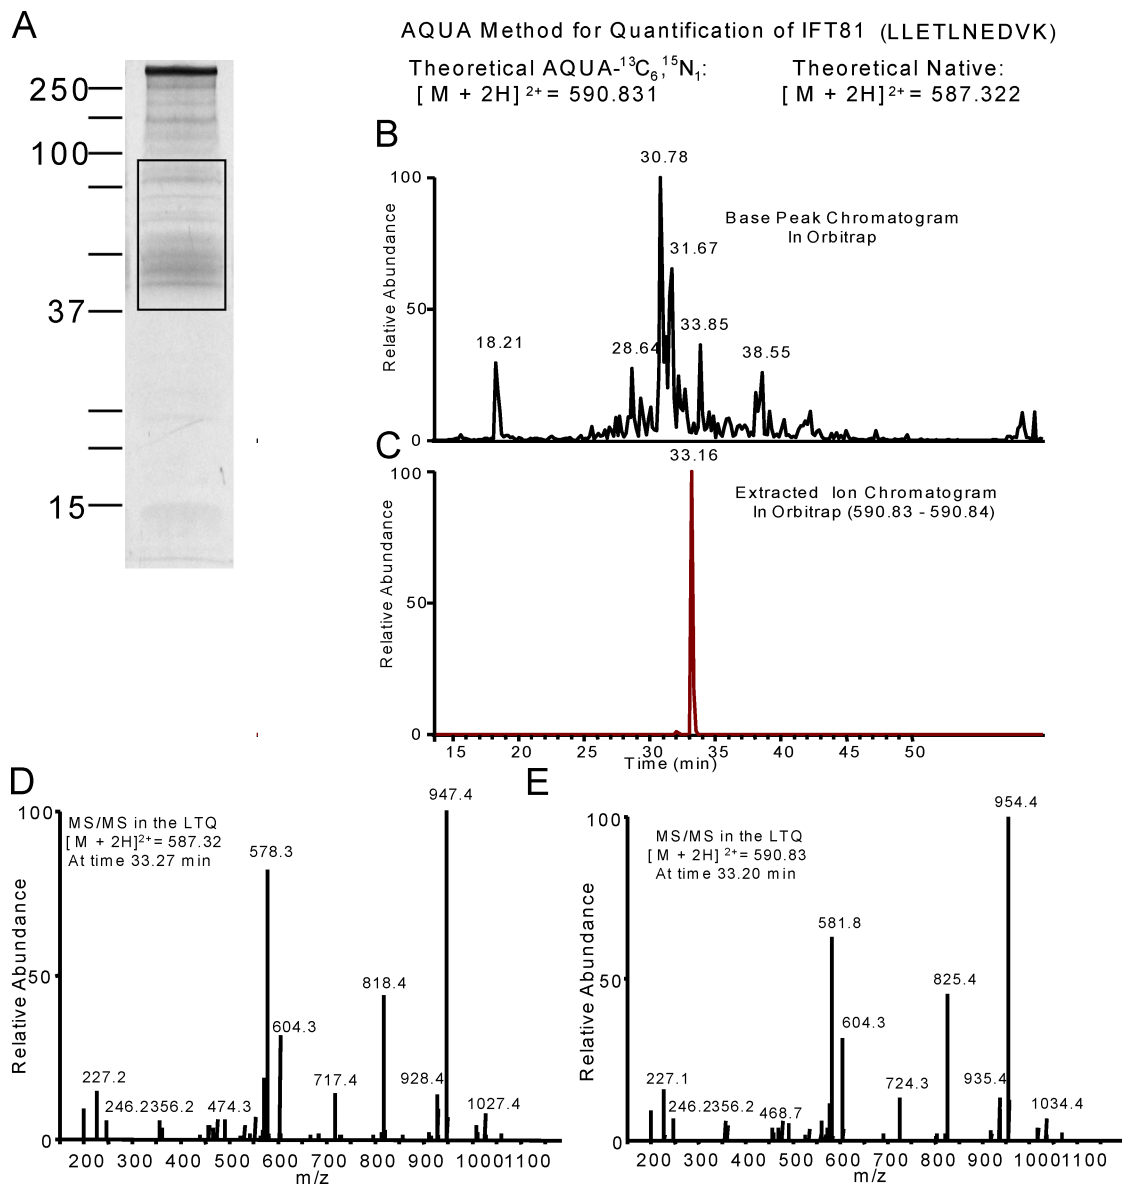 A
AQUA Method for Quantification of IFT81 (LLETLNEDVK)
Theoretical AQUA-¹³C₆,¹⁵N₁:
[ M + 2H] ²⁺ = 590.831
Theoretical Native:
[ M + 2H] ²⁺ = 587.322
250
100
37
15
B
100
50
0
Relative Abundance
30.78
31.67
33.85
18.21
28.64
38.55
Base Peak Chromatogram
In Orbitrap
C
100
50
0
Relative Abundance
33.16
Extracted Ion Chromatogram
In Orbitrap (590.83 - 590.84)
15 20 25 30 35 40 45 50
Time (min)
D
100
50
0
Relative Abundance
MS/MS in the LTQ
[ M + 2H]²⁺ = 587.32
At time 33.27 min
947.4
578.3
818.4
604.3
227.2
246.2
356.2
474.3
717.4
928.4
1027.4
200 300 400 500 600 700 800 900 1000 1100
m/z
E
100
50
0
Relative Abundance
MS/MS in the LTQ
[ M + 2H] ²⁺ = 590.83
At time 33.20 min
954.4
581.8
825.4
604.3
227.1
246.2
356.2
468.7
724.3
935.4
1034.4
200 300 400 500 600 700 800 900 1000 1100
m/z